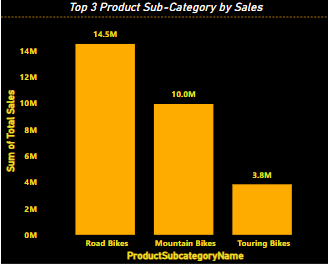 Top 3 Product Sub-Category by Sales
14.5M
14M
12M
10.0M
10M
8M
6M
3.8M
4M
2M
0M
Sum of Total Sales
Road Bikes
Mountain Bikes
Touring Bikes
ProductSubcategoryName